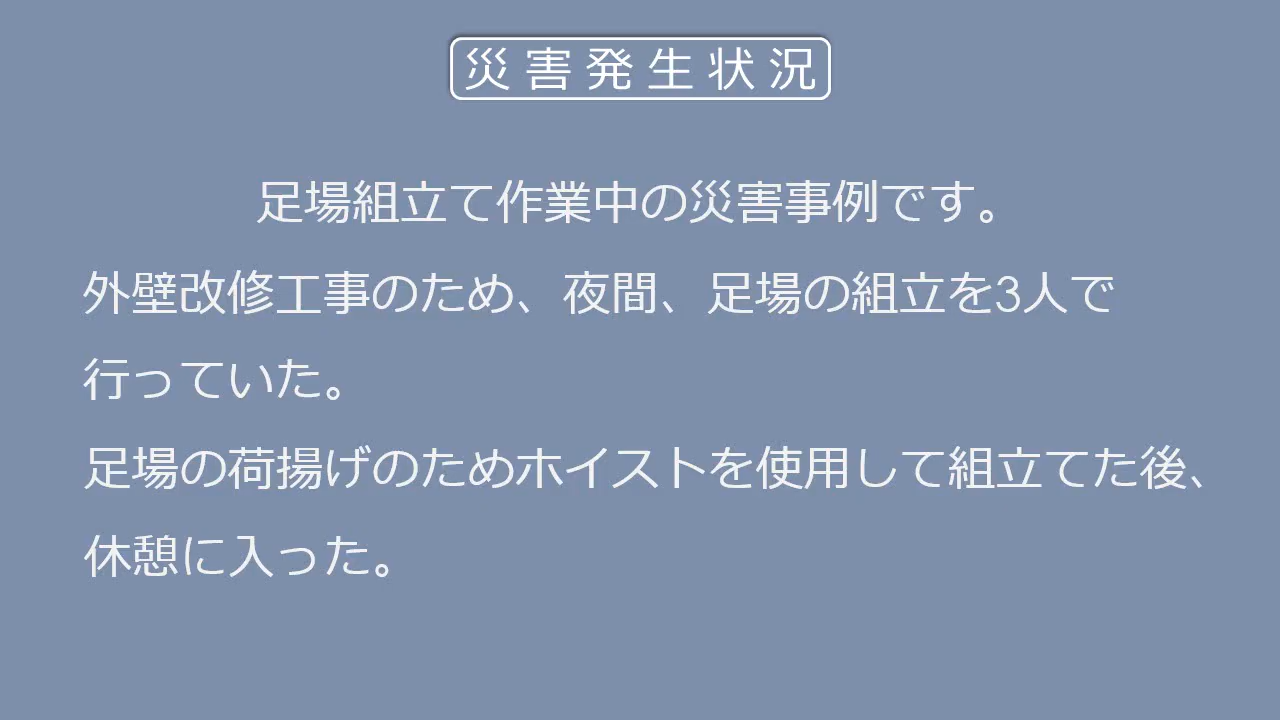 災害発生状況
足場組立て作業中の災害事例です。
外壁改修工事のため、夜間、足場の組立を3人で
行っていた。
足場の荷揚げのためホイストを使用して組立てた後、
休憩に入った。